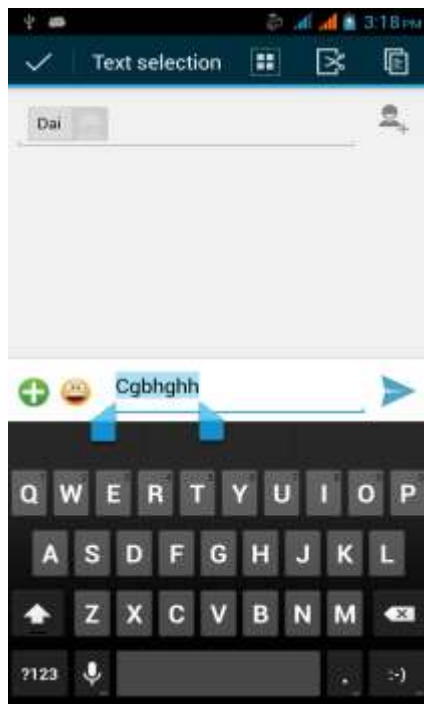 3:18 PM
Text selection
Dai
Cgbhghh
Q W E R T Y U I O P
A S D F G H J K L
Z X C V B N M
?123 . :-)